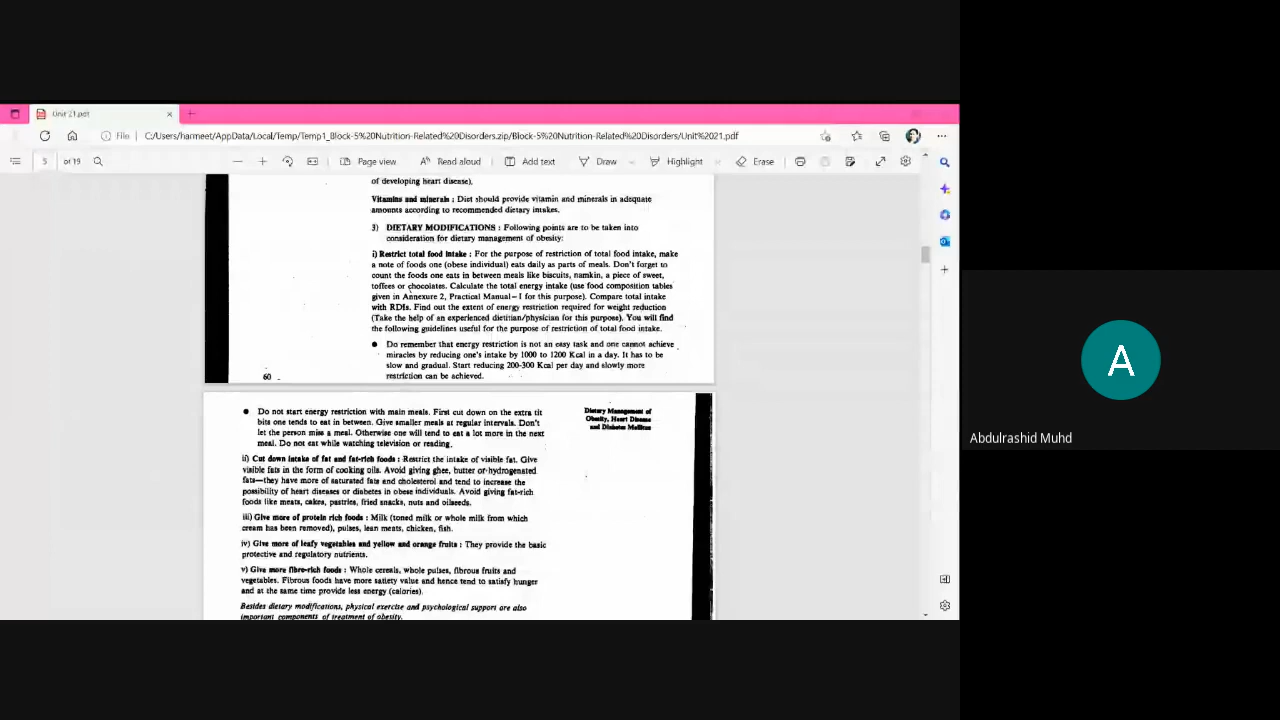 Unit 21.pdf
File
C:/Users/harmeet/AppData/Local/Temp/Temp1_Block-5%20Nutrition-Related%20Disorders.zip/Block-5%20Nutrition-Related%20Disorders/Unit%2021.pdf
5 of 19
Page view
Read aloud
Add text
Draw
Highlight
Erase
of developing heart disease).
Vitamins and minerals : Diet should provide vitamin and minerals in adequate
amounts according to recommended dietary intakes.
3) DIETARY MODIFICATIONS : Following points are to be taken into
consideration for dietary management of obesity:
i) Restrict total food intake : For the purpose of restriction of total food intake, make
a note of foods one (obese individual) eats daily as parts of meals. Don't forget to
count the foods one eats in between meals like biscuits, namkin, a piece of sweet,
toffees or chocolates. Calculate the total energy intake (use food composition tables
given in Annexure 2, Practical Manual—I for this purpose). Compare total intake
with RDIs. Find out the extent of energy restriction required for weight reduction
(Take the help of an experienced dietitian/physician for this purpose). You will find
the following guidelines useful for the purpose of restriction of total food intake.
● Do remember that energy restriction is not an easy task and one cannot achieve
miracles by reducing one's intake by 1000 to 1200 Kcal in a day. It has to be
slow and gradual. Start reducing 200-300 Kcal per day and slowly more
restriction can be achieved.
60
● Do not start energy restriction with main meals. First cut down on the extra tit
bits one tends to eat in between. Give smaller meals at regular intervals. Don't
let the person miss a meal. Otherwise one will tend to eat a lot more in the next
meal. Do not eat while watching television or reading.
Dietary Management of
Obesity, Heart Disease
and Diabetes Mellitus
ii) Cut down intake of fat and fat-rich foods : Restrict the intake of visible fat. Give
visible fats in the form of cooking oils. Avoid giving ghee, butter or hydrogenated
fats—they have more of saturated fats and cholesterol and tend to increase the
possibility of heart diseases or diabetes in obese individuals. Avoid giving fat-rich
foods like meats, cakes, pastries, fried snacks, nuts and oilseeds.
iii) Give more of protein rich foods : Milk (toned milk or whole milk from which
cream has been removed), pulses, lean meats, chicken, fish.
iv) Give more of leafy vegetables and yellow and orange fruits : They provide the basic
protective and regulatory nutrients.
v) Give more fibre-rich foods : Whole cereals, whole pulses, fibrous fruits and
vegetables. Fibrous foods have more satiety value and hence tend to satisfy hunger
and at the same time provide less energy (calories).
Besides dietary modifications, physical exercise and psychological support are also
important components of treatment of obesity.
A
Abdulrashid Muhd